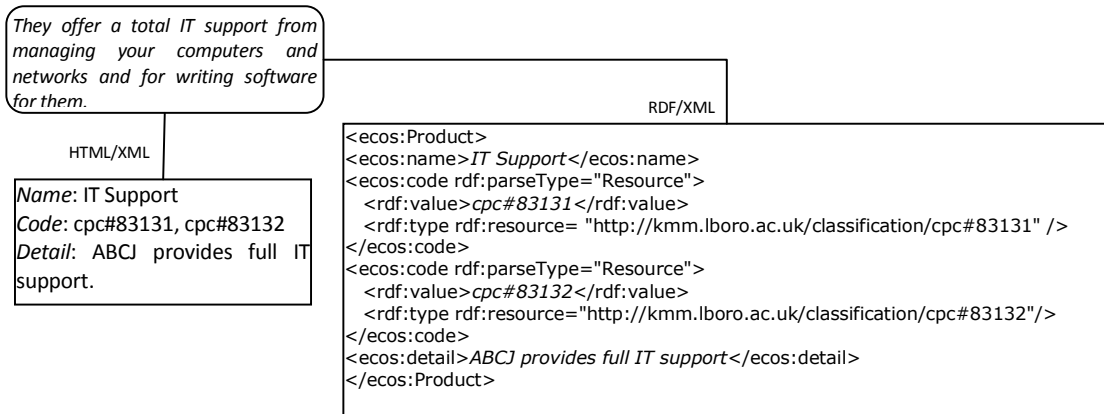 They offer a total IT support from
managing your computers and
networks and for writing software
for them.
RDF/XML
HTML/XML
Name: IT Support
Code: cpc#83131, cpc#83132
Detail: ABCJ provides full IT
support.
<ecos:Product>
<ecos:name>IT Support</ecos:name>
<ecos:code rdf:parseType="Resource">
<rdf:value>cpc#83131</rdf:value>
<rdf:type rdf:resource= "http://kmm.lboro.ac.uk/classification/cpc#83131" />
</ecos:code>
<ecos:code rdf:parseType="Resource">
<rdf:value>cpc#83132</rdf:value>
<rdf:type rdf:resource="http://kmm.lboro.ac.uk/classification/cpc#83132"/>
</ecos:code>
<ecos:detail>ABCJ provides full IT support</ecos:detail>
</ecos:Product>